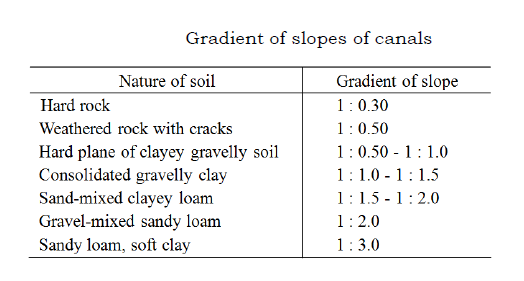 Gradient of slopes of canals
Nature of soil Gradient of slope
Hard rock 1 : 0.30
Weathered rock with cracks 1 : 0.50
Hard plane of clayey gravelly soil 1 : 0.50 - 1 : 1.0
Consolidated gravelly clay 1 : 1.0 - 1 : 1.5
Sand-mixed clayey loam 1 : 1.5 - 1 : 2.0
Gravel-mixed sandy loam 1 : 2.0
Sandy loam, soft clay 1 : 3.0